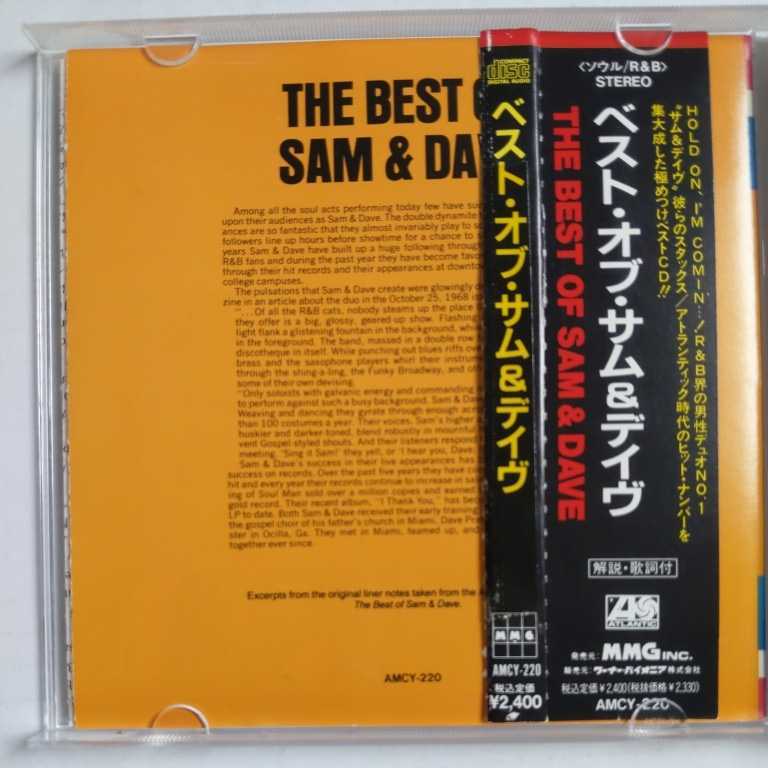 THE BEST
SAM & DA
Among all the soul acts performing today few have suc
upon their audiences as Sam & Dave. The double dynamite
ances are so fantastic that they almost invariably play to s
followers line up hours before showtime for a chance to s
years Sam & Dave have built up a huge following through
R&B fans and during the past year they have become favo
through their hit records and their appearances at downto
college campuses.
The pulsations that Sam & Dave create were glowingly de
zine in an article about the duo in the October 25, 1968 is
"...Of all the R&B cats, nobody steams up the place
they offer is a big, glossy, geared-up show. Flashing
light flank a glistening fountain in the background, whil
in the foreground. The band, massed in a double row
discotheque in itself. While punching out blues riffs ove
brass and the saxophone players whirl their instrum
through the shing-a-ling, the Funky Broadway, and oth
some of their own devising.
"Only soloists with galvanic energy and commanding
to perform against such a busy background. Sam & Dave
Weaving and dancing they gyrate through enough acro
than 100 costumes a year. Their voices, Sam's higher a
huskier and darker-toned, blend robustly in mournful
vent Gospel-styled shouts. And their listeners respond
meeting. 'Sing it Sam!' they yell, or 'I hear you, Dave
Sam & Dave's success in their live appearances has
success on records. Over the past five years they have co
hit and every year their records continue to increase in sal
ing of Soul Man sold over a million copies and earned
gold record. Their recent album, "I Thank You," has bec
LP to date. Both Sam & Dave received their early training
the gospel choir of his father's church in Miami, Dave Pra
ster in Ocilla, Ga. They met in Miami, teamed up, and
together ever since.
Excerpts from the original liner notes taken from the A
The Best of Sam & Dave.
AMCY-220
COMPACT
disc
DIGITAL AUDIO
ベスト・オブ・サム&デイヴ
MMG
AMCY-220
税込定価
¥2,400
〈ソウル/R&B〉
STEREO
HOLD ON, I'M COMIN'…!R&B界の男性デュオNO.1
"サム&デイヴ"彼らのスタックス/アトランティック時代のヒット・ナンバーを
集大成した極めつけベストCD!!
ベスト・オブ・サム&デイヴ
THE BEST OF SAM & DAVE
解説・歌詞付
ATLANTIC
発売元: MMG INC.
販売元: ワーナー・パイオニア株式会社
税込定価¥2,400(税抜価格¥2,330)
AMCY-220